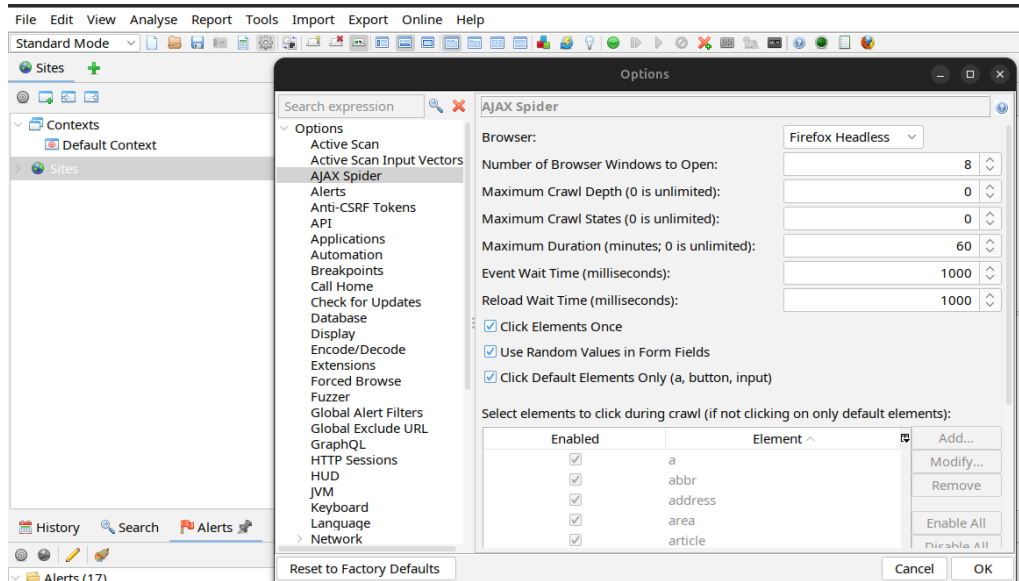 File Edit View Analyse Report Tools Import Export Online Help
Standard Mode
Sites
Contexts
Default Context
Sites
History Search Alerts
Alerts (17)
Options
Search expression
Options
Active Scan
Active Scan Input Vectors
AJAX Spider
Alerts
Anti-CSRF Tokens
API
Applications
Automation
Breakpoints
Call Home
Check for Updates
Database
Display
Encode/Decode
Extensions
Forced Browse
Fuzzer
Global Alert Filters
Global Exclude URL
GraphQL
HTTP Sessions
HUD
JVM
Keyboard
Language
Network
AJAX Spider
Browser: Firefox Headless
Number of Browser Windows to Open: 8
Maximum Crawl Depth (0 is unlimited): 0
Maximum Crawl States (0 is unlimited): 0
Maximum Duration (minutes; 0 is unlimited): 60
Event Wait Time (milliseconds): 1000
Reload Wait Time (milliseconds): 1000
Click Elements Once
Use Random Values in Form Fields
Click Default Elements Only (a, button, input)
Select elements to click during crawl (if not clicking on only default elements):
Enabled Element
a
abbr
address
area
article
Add...
Modify...
Remove
Enable All
Disable All
Reset to Factory Defaults
Cancel OK